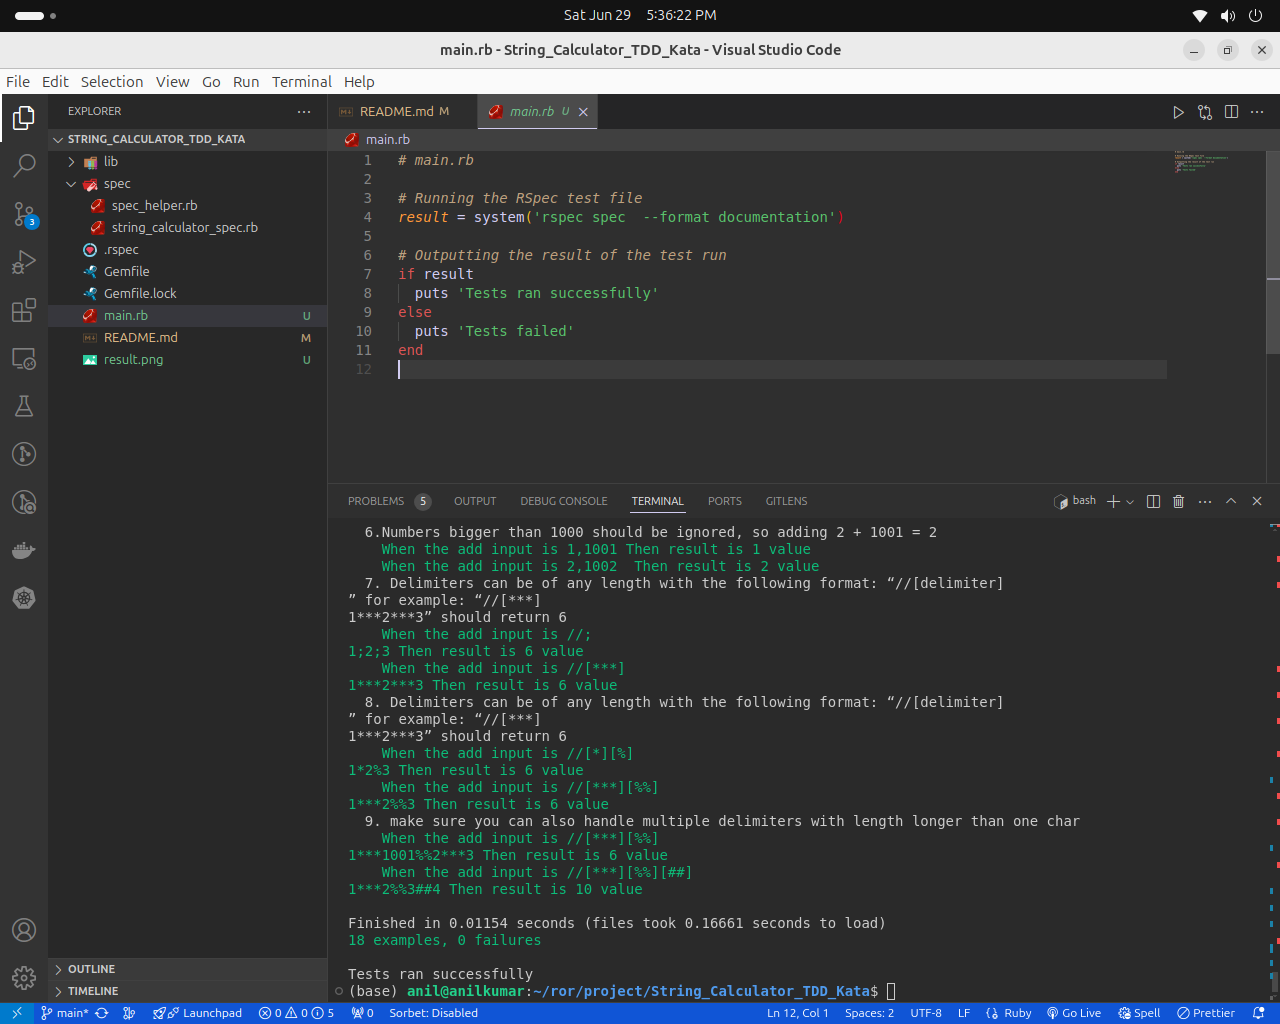 Sat Jun 29 5:36:22 PM
main.rb - String_Calculator_TDD_Kata - Visual Studio Code
File Edit Selection View Go Run Terminal Help
EXPLORER
STRING_CALCULATOR_TDD_KATA
lib
spec
spec_helper.rb
string_calculator_spec.rb
.rspec
Gemfile
Gemfile.lock
main.rb U
README.md M
result.png U
3
OUTLINE
TIMELINE
README.md M main.rb U
main.rb
1 # main.rb
2
3 # Running the RSpec test file
4 result = system('rspec spec  --format documentation')
5
6 # Outputting the result of the test run
7 if result
8   puts 'Tests ran successfully'
9 else
10   puts 'Tests failed'
11 end
12
PROBLEMS 5 OUTPUT DEBUG CONSOLE TERMINAL PORTS GITLENS bash
6.Numbers bigger than 1000 should be ignored, so adding 2 + 1001 = 2
When the add input is 1,1001 Then result is 1 value
When the add input is 2,1002  Then result is 2 value
7. Delimiters can be of any length with the following format: “//[delimiter]
” for example: “//[***]
1***2***3” should return 6
When the add input is //;
1;2;3 Then result is 6 value
When the add input is //[***]
1***2***3 Then result is 6 value
8. Delimiters can be of any length with the following format: “//[delimiter]
” for example: “//[***]
1***2***3” should return 6
When the add input is //[*][%]
1*2%3 Then result is 6 value
When the add input is //[***][%%]
1***2%%3 Then result is 6 value
9. make sure you can also handle multiple delimiters with length longer than one char
When the add input is //[***][%%]
1***1001%%2***3 Then result is 6 value
When the add input is //[***][%%][##]
1***2%%3##4 Then result is 10 value
Finished in 0.01154 seconds (files took 0.16661 seconds to load)
18 examples, 0 failures
Tests ran successfully
(base) anil@anilkumar:~/ror/project/String_Calculator_TDD_Kata$
main* Launchpad 0 0 5 0 Sorbet: Disabled Ln 12, Col 1 Spaces: 2 UTF-8 LF Ruby Go Live Spell Prettier